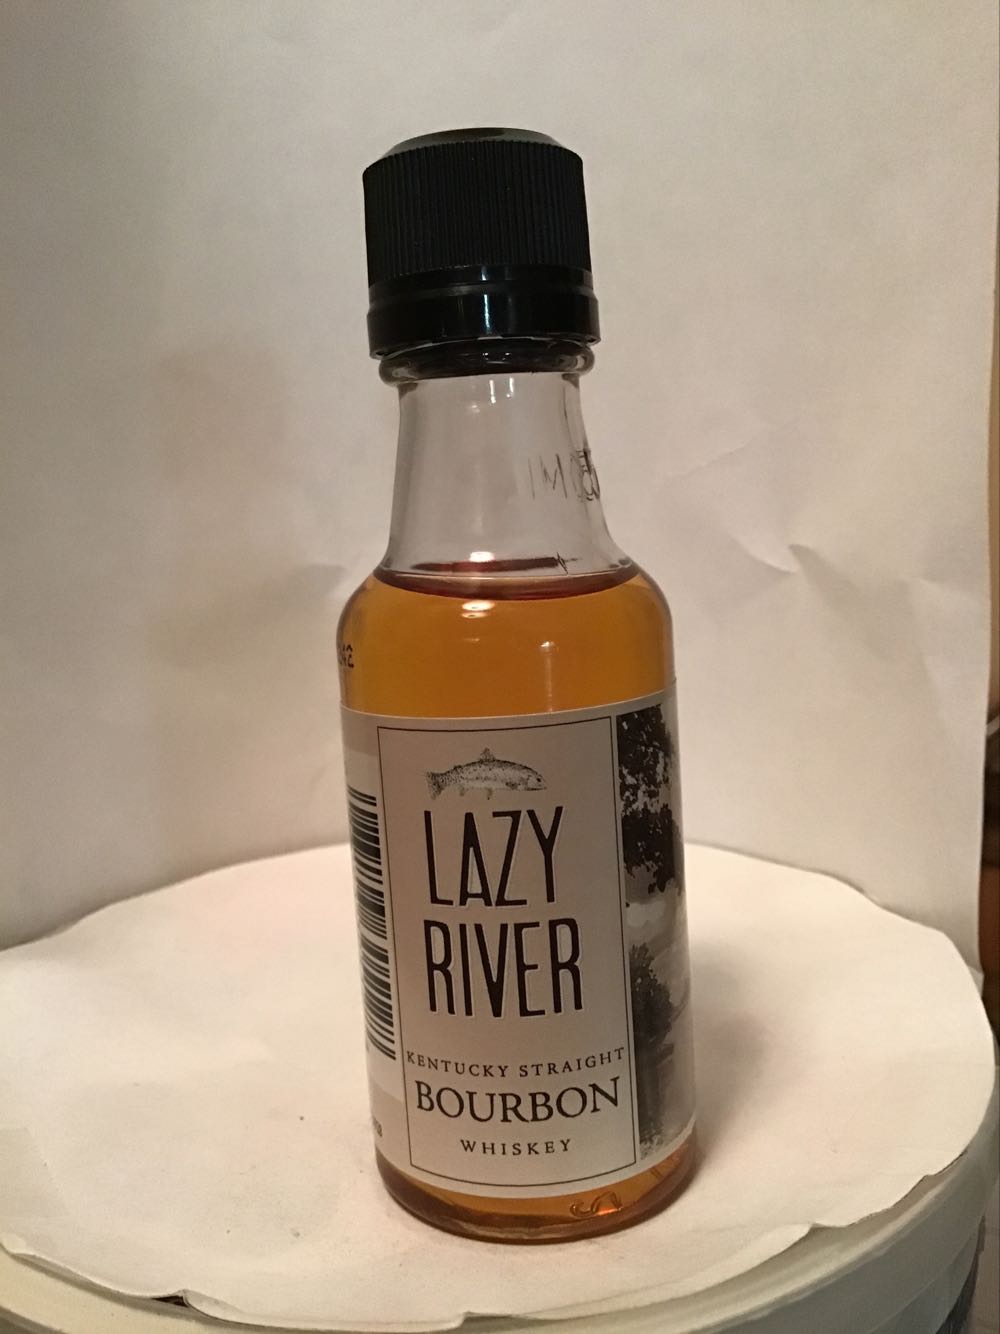 LAZY
RIVER
KENTUCKY STRAIGHT
BOURBON
WHISKEY